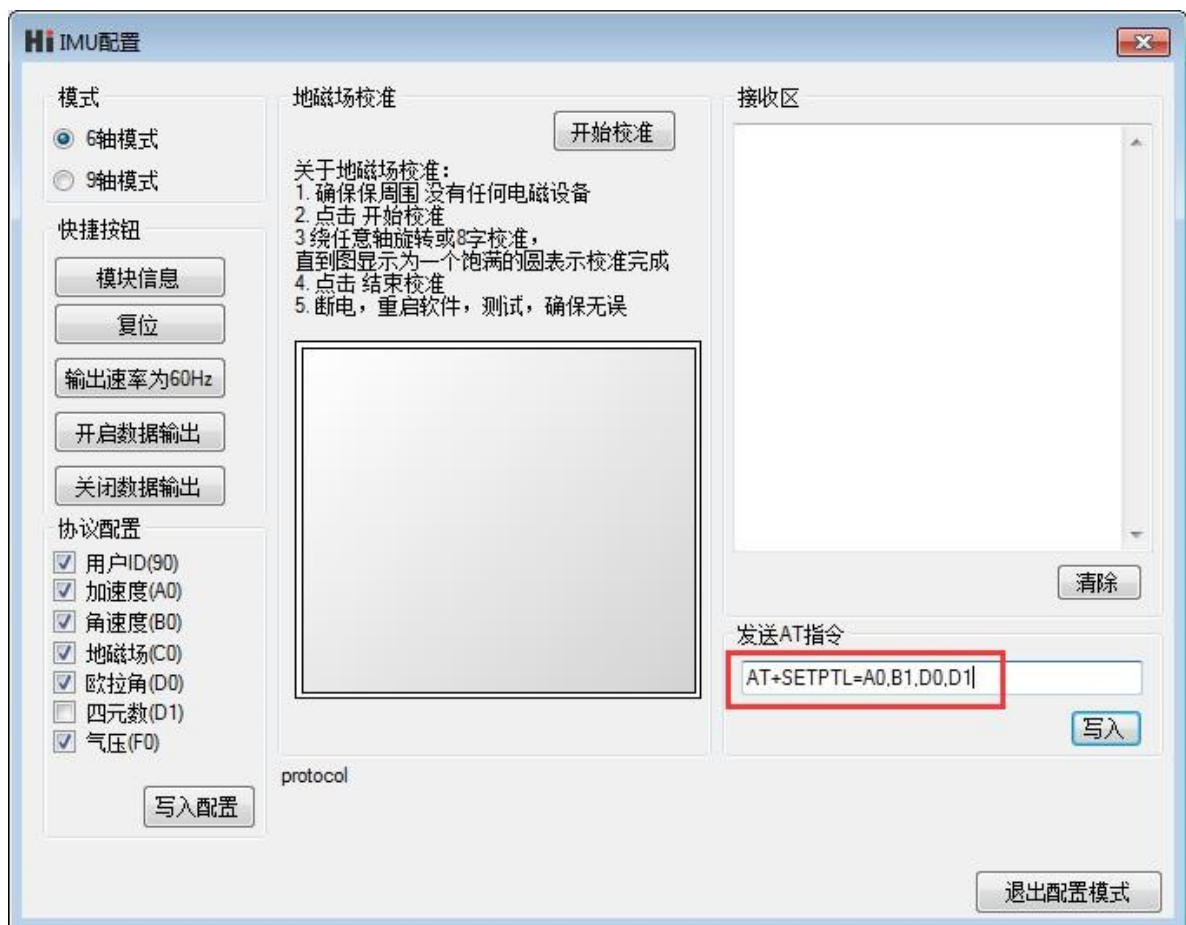 Hi IMU配置
模式
6轴模式
9轴模式
快捷按钮
模块信息
复位
输出速率为60Hz
开启数据输出
关闭数据输出
协议配置
用户ID(90)
加速度(A0)
角速度(B0)
地磁场(C0)
欧拉角(D0)
四元数(D1)
气压(F0)
写入配置
地磁场校准
开始校准
关于地磁场校准：
1. 确保保周围 没有任何电磁设备
2. 点击 开始校准
3 绕任意轴旋转或8字校准，
直到图显示为一个饱满的圆表示校准完成
4. 点击 结束校准
5. 断电，重启软件，测试，确保无误
protocol
接收区
清除
发送AT指令
AT+SETPTL=A0,B1,D0,D1
写入
退出配置模式